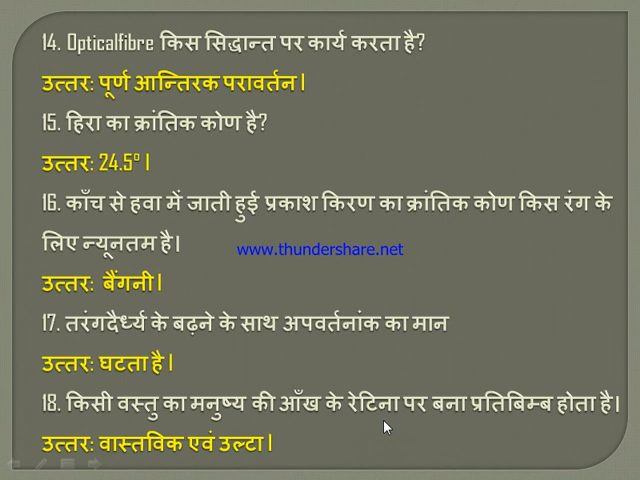 14. Opticalfibre किस सिद्धान्त पर कार्य करता है?
उत्तर: पूर्ण आन्तिरक परावर्तन।
15. हिरा का क्रांतिक कोण है?
उत्तर: 24.5° ।
16. काँच से हवा में जाती हुई प्रकाश किरण का क्रांतिक कोण किस रंग के
लिए न्यूनतम है।
www.thundershare.net
उत्तर: बैंगनी।
17. तरंगदैर्ध्य के बढ़ने के साथ अपवर्तनांक का मान
उत्तर: घटता है।
18. किसी वस्तु का मनुष्य की आँख के रेटिना पर बना प्रतिबिम्ब होता है।
उत्तर: वास्तविक एवं उल्टा।